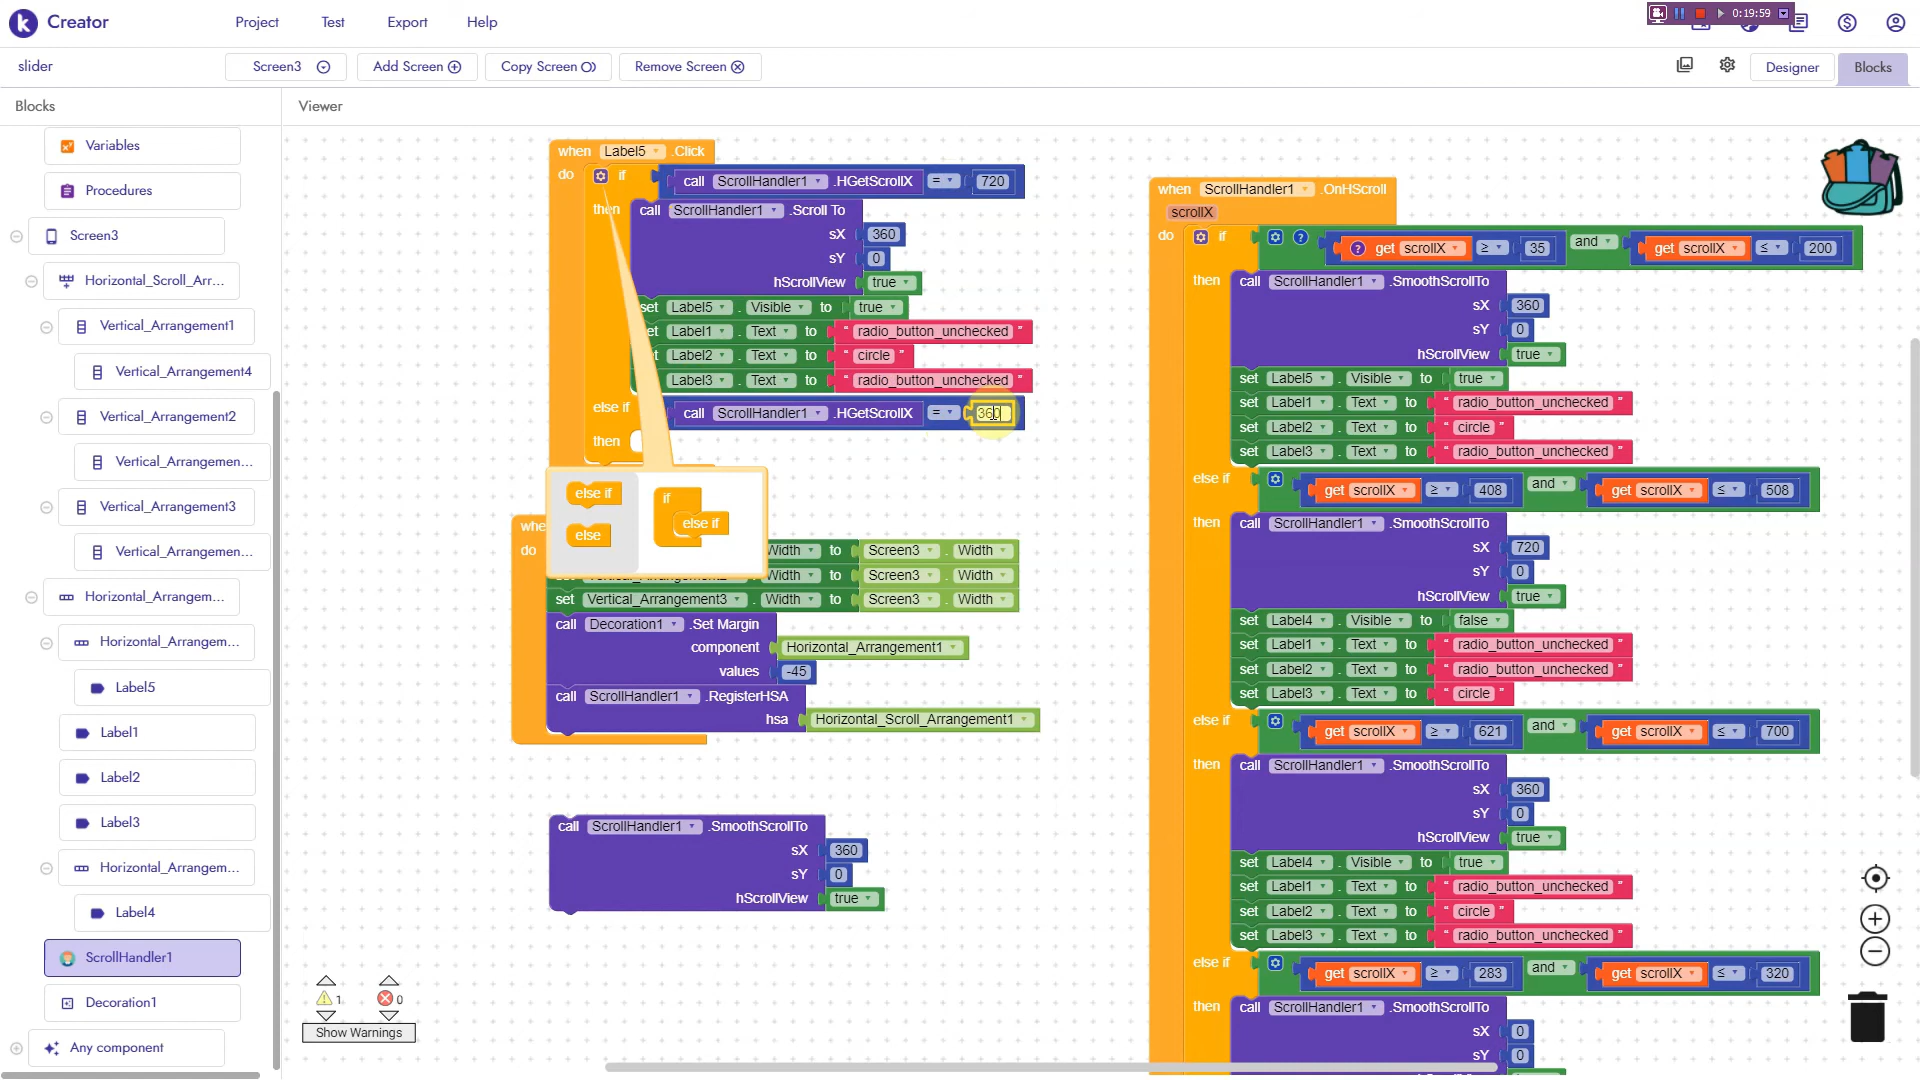 Creator
Project
Test
Export
Help
0:19:59
slider
Screen3
Add Screen
Copy Screen
Remove Screen
Designer
Blocks
Blocks
Viewer
Variables
Procedures
Screen3
Horizontal_Scroll_Arr...
Vertical_Arrangement1
Vertical_Arrangement4
Vertical_Arrangement2
Vertical_Arrangemen...
Vertical_Arrangement3
Vertical_Arrangemen...
Horizontal_Arrangem...
Horizontal_Arrangem...
Label5
Label1
Label2
Label3
Horizontal_Arrangem...
Label4
ScrollHandler1
Decoration1
Any component
when Label5 .Click
do if call ScrollHandler1 .HGetScrollX = 720
then call ScrollHandler1 .Scroll To
sX 360
sY 0
hScrollView true
set Label5 . Visible to true
set Label1 . Text to “ radio_button_unchecked ”
Label2 . Text to “ circle ”
Label3 . Text to “ radio_button_unchecked ”
else if call ScrollHandler1 .HGetScrollX = 360
then
else if
else
if
else if
whe
do
Width to Screen3 . Width
Width to Screen3 . Width
set Vertical_Arrangement3 . Width to Screen3 . Width
call Decoration1 .Set Margin
component Horizontal_Arrangement1
values -45
call ScrollHandler1 .RegisterHSA
hsa Horizontal_Scroll_Arrangement1
call ScrollHandler1 .SmoothScrollTo
sX 360
sY 0
hScrollView true
1
0
Show Warnings
when ScrollHandler1 .OnHScroll
scrollX
do if get scrollX ≥ 35 and get scrollX ≤ 200
then call ScrollHandler1 .SmoothScrollTo
sX 360
sY 0
hScrollView true
set Label5 . Visible to true
set Label1 . Text to “ radio_button_unchecked ”
set Label2 . Text to “ circle ”
set Label3 . Text to “ radio_button_unchecked ”
else if get scrollX ≥ 408 and get scrollX ≤ 508
then call ScrollHandler1 .SmoothScrollTo
sX 720
sY 0
hScrollView true
set Label4 . Visible to false
set Label1 . Text to “ radio_button_unchecked ”
set Label2 . Text to “ radio_button_unchecked ”
set Label3 . Text to “ circle ”
else if get scrollX ≥ 621 and get scrollX ≤ 700
then call ScrollHandler1 .SmoothScrollTo
sX 360
sY 0
hScrollView true
set Label4 . Visible to true
set Label1 . Text to “ radio_button_unchecked ”
set Label2 . Text to “ circle ”
set Label3 . Text to “ radio_button_unchecked ”
else if get scrollX ≥ 283 and get scrollX ≤ 320
then call ScrollHandler1 .SmoothScrollTo
sX 0
sY 0